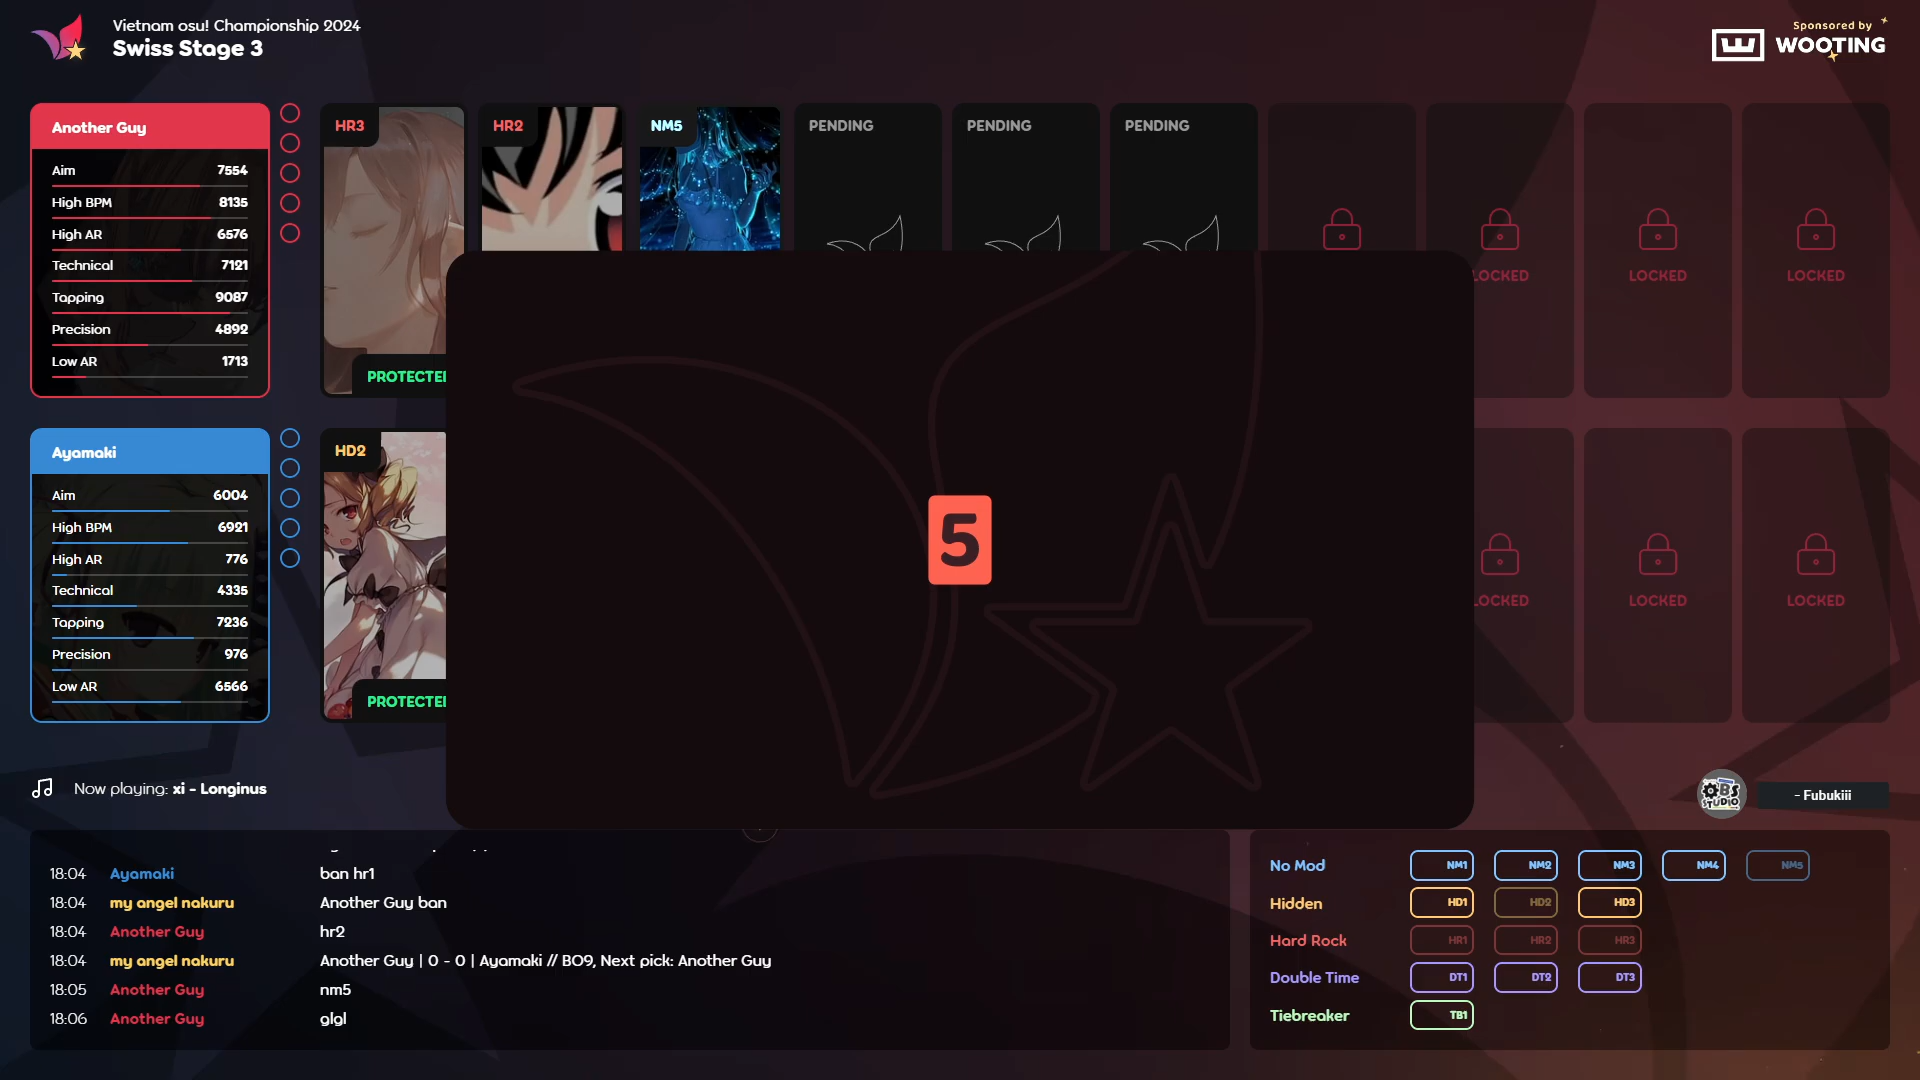 Vietnam osu! Championship 2024
Swiss Stage 3
Sponsored by
WOOTING
Another Guy
Aim 7554
High BPM 8135
High AR 6576
Technical 7121
Tapping 9087
Precision 4892
Low AR 1713
HR3
PROTECTED
HR2
NM5
PENDING
PENDING
PENDING
LOCKED
LOCKED
LOCKED
Ayamaki
Aim 6004
High BPM 6921
High AR 776
Technical 4335
Tapping 7236
Precision 976
Low AR 6566
HD2
PROTECTED
5
LOCKED
LOCKED
LOCKED
Now playing: xi - Longinus
OBS
STUDIO
- Fubukiii
18:04 Ayamaki ban hr1
18:04 my angel nakuru Another Guy ban
18:04 Another Guy hr2
18:04 my angel nakuru Another Guy | 0 - 0 | Ayamaki // BO9, Next pick: Another Guy
18:05 Another Guy nm5
18:06 Another Guy glgl
No Mod NM1 NM2 NM3 NM4 NM5
Hidden HD1 HD2 HD3
Hard Rock HR1 HR2 HR3
Double Time DT1 DT2 DT3
Tiebreaker TB1